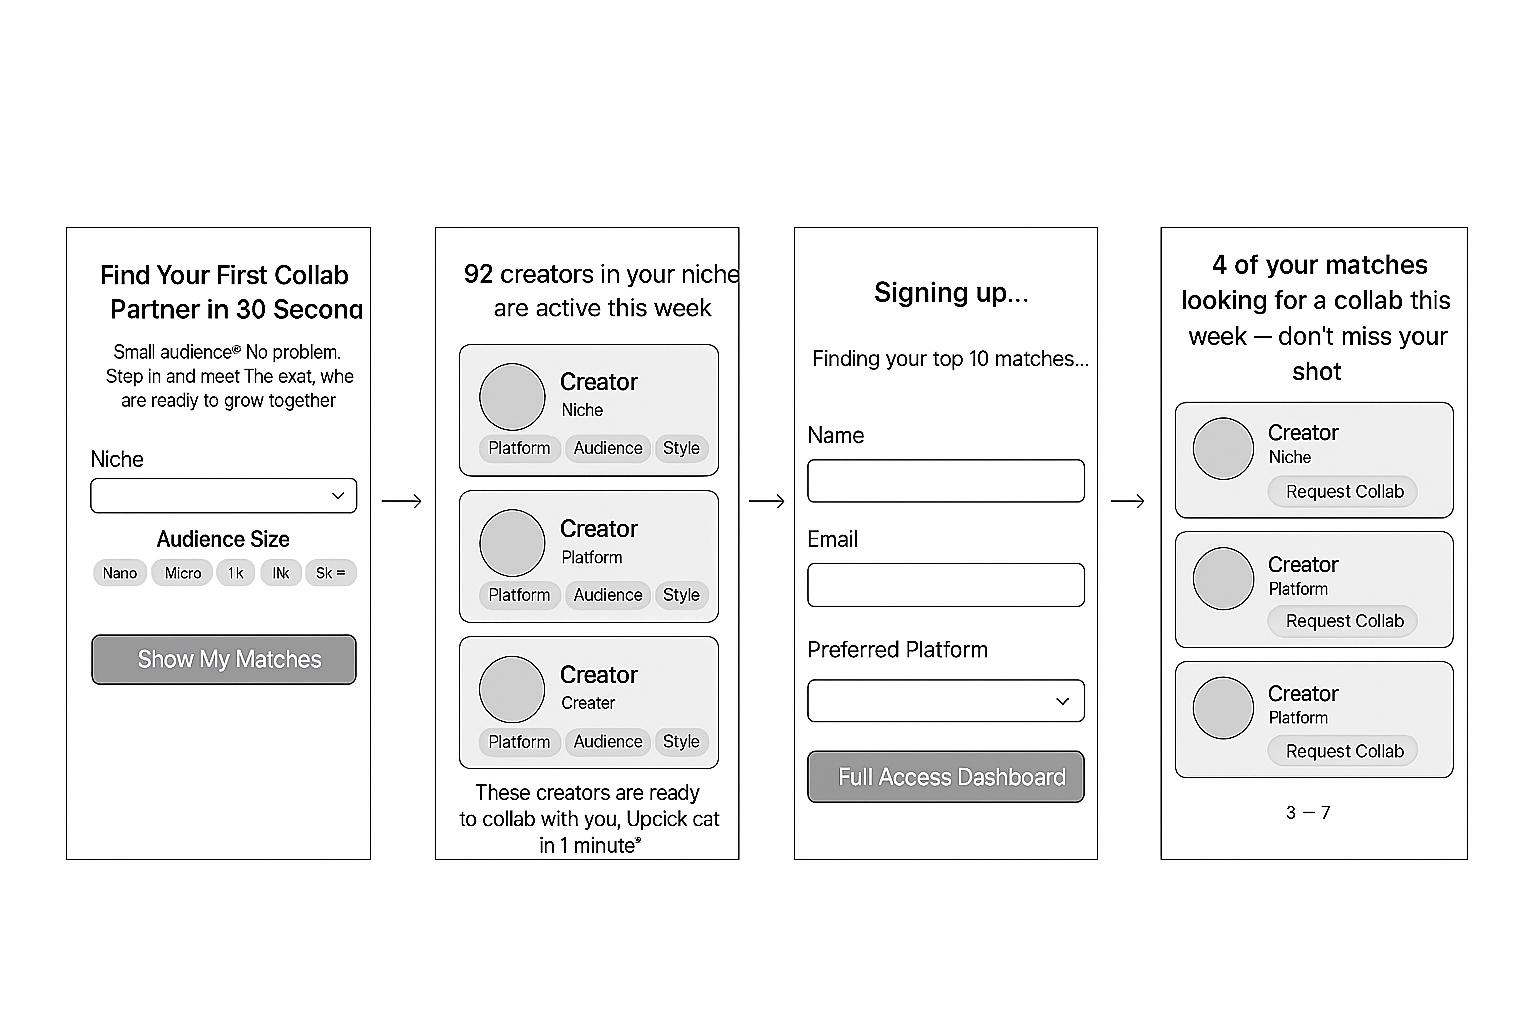 Find Your First Collab
Partner in 30 Secong
Small audience® No problem.
Step in and meet The exat, whe
are readiy to grow together
Niche
Audience Size
Nano Micro 1k INk Sk =
Show My Matches
92 creators in your niche
are active this week
Creator
Niche
Platform Audience Style
Creator
Platform
Platform Audience Style
Creator
Creater
Platform Audience Style
These creators are ready
to collab with you, Upcick cat
in 1 minute°
Signing up...
Finding your top 10 matches...
Name
Email
Preferred Platform
Full Access Dashboard
4 of your matches
looking for a collab this
week — don't miss your
shot
Creator
Niche
Request Collab
Creator
Platform
Request Collab
Creator
Platform
Request Collab
3 — 7